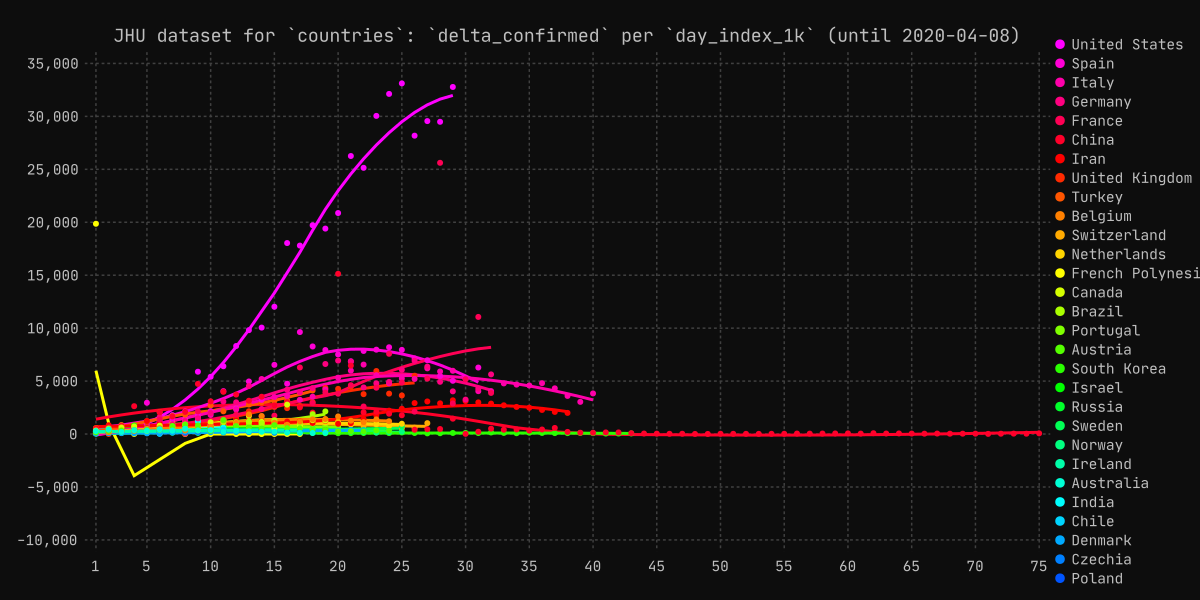 JHU dataset for `countries`: `delta_confirmed` per `day_index_1k` (until 2020-04-08)
35,000
30,000
25,000
20,000
15,000
10,000
5,000
0
-5,000
-10,000
1 5 10 15 20 25 30 35 40 45 50 55 60 65 70 75
United States
Spain
Italy
Germany
France
China
Iran
United Kingdom
Turkey
Belgium
Switzerland
Netherlands
French Polynesi
Canada
Brazil
Portugal
Austria
South Korea
Israel
Russia
Sweden
Norway
Ireland
Australia
India
Chile
Denmark
Czechia
Poland